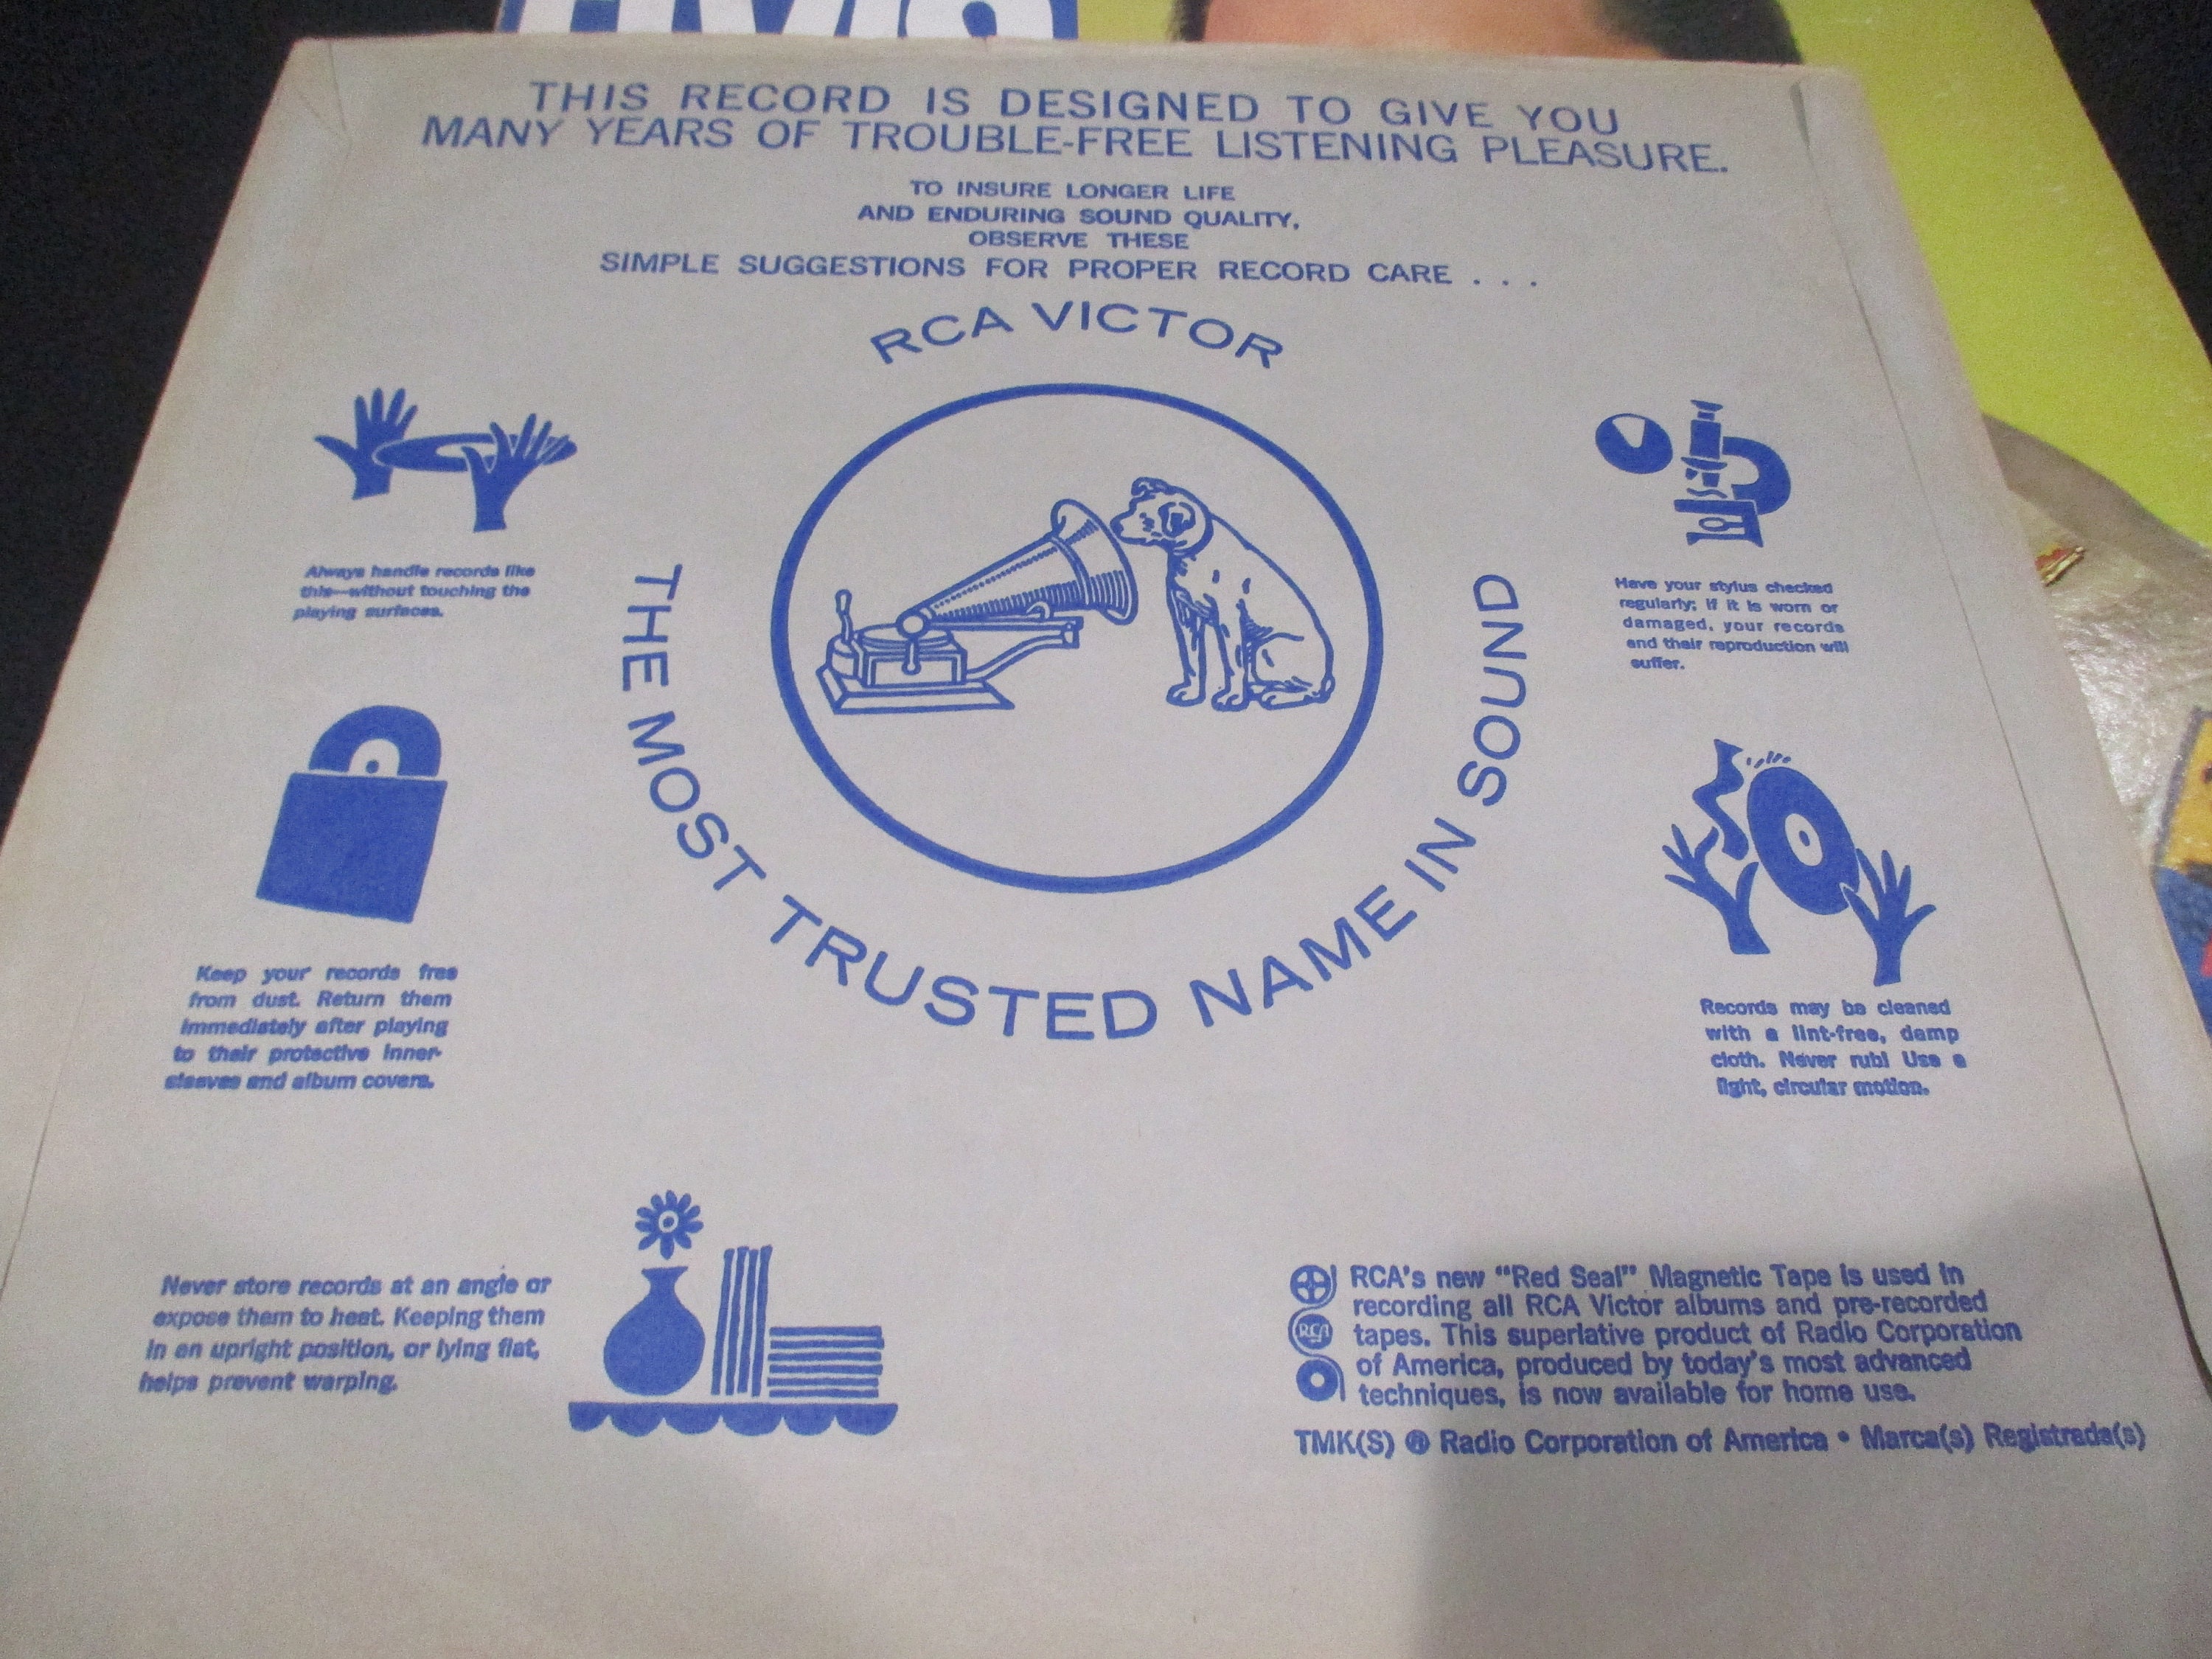 ELVIS
THIS RECORD IS DESIGNED TO GIVE YOU
MANY YEARS OF TROUBLE-FREE LISTENING PLEASURE.
TO INSURE LONGER LIFE
AND ENDURING SOUND QUALITY,
OBSERVE THESE
SIMPLE SUGGESTIONS FOR PROPER RECORD CARE . . .
RCA VICTOR
THE MOST TRUSTED NAME IN SOUND
Always handle records like
this—without touching the
playing surfaces.
Have your stylus checked
regularly; if it is worn or
damaged, your records
and their reproduction will
suffer.
Keep your records free
from dust. Return them
immediately after playing
to their protective inner-
sleeves and album covers.
Records may be cleaned
with a lint-free, damp
cloth. Never rub! Use a
light, circular motion.
Never store records at an angle or
expose them to heat. Keeping them
in an upright position, or lying flat,
helps prevent warping.
RCA
RCA's new "Red Seal" Magnetic Tape is used in
recording all RCA Victor albums and pre-recorded
tapes. This superlative product of Radio Corporation
of America, produced by today's most advanced
techniques, is now available for home use.
TMK(S) ® Radio Corporation of America • Marca(s) Registrada(s)